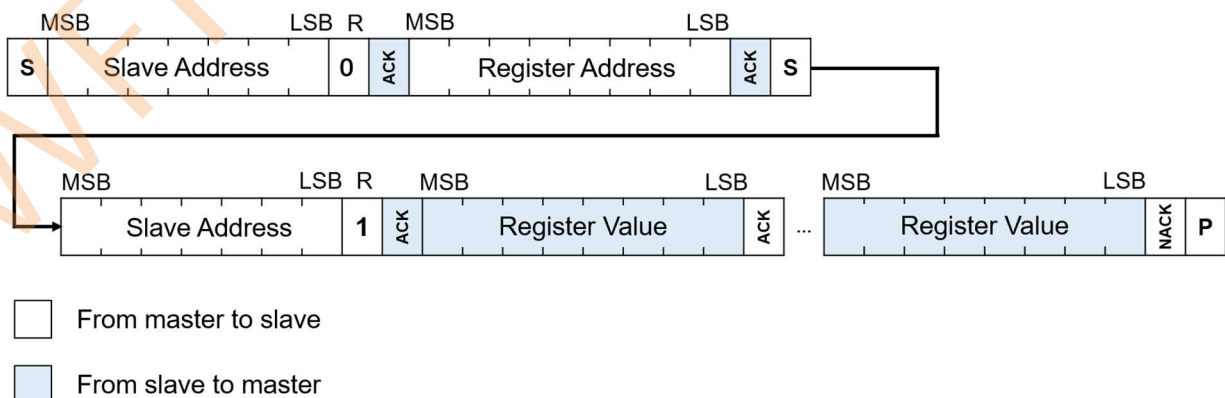 MSB LSB R MSB LSB
S Slave Address 0 ACK Register Address ACK S
MSB LSB R MSB LSB MSB LSB
Slave Address 1 ACK Register Value ACK ... Register Value NACK P
From master to slave
From slave to master